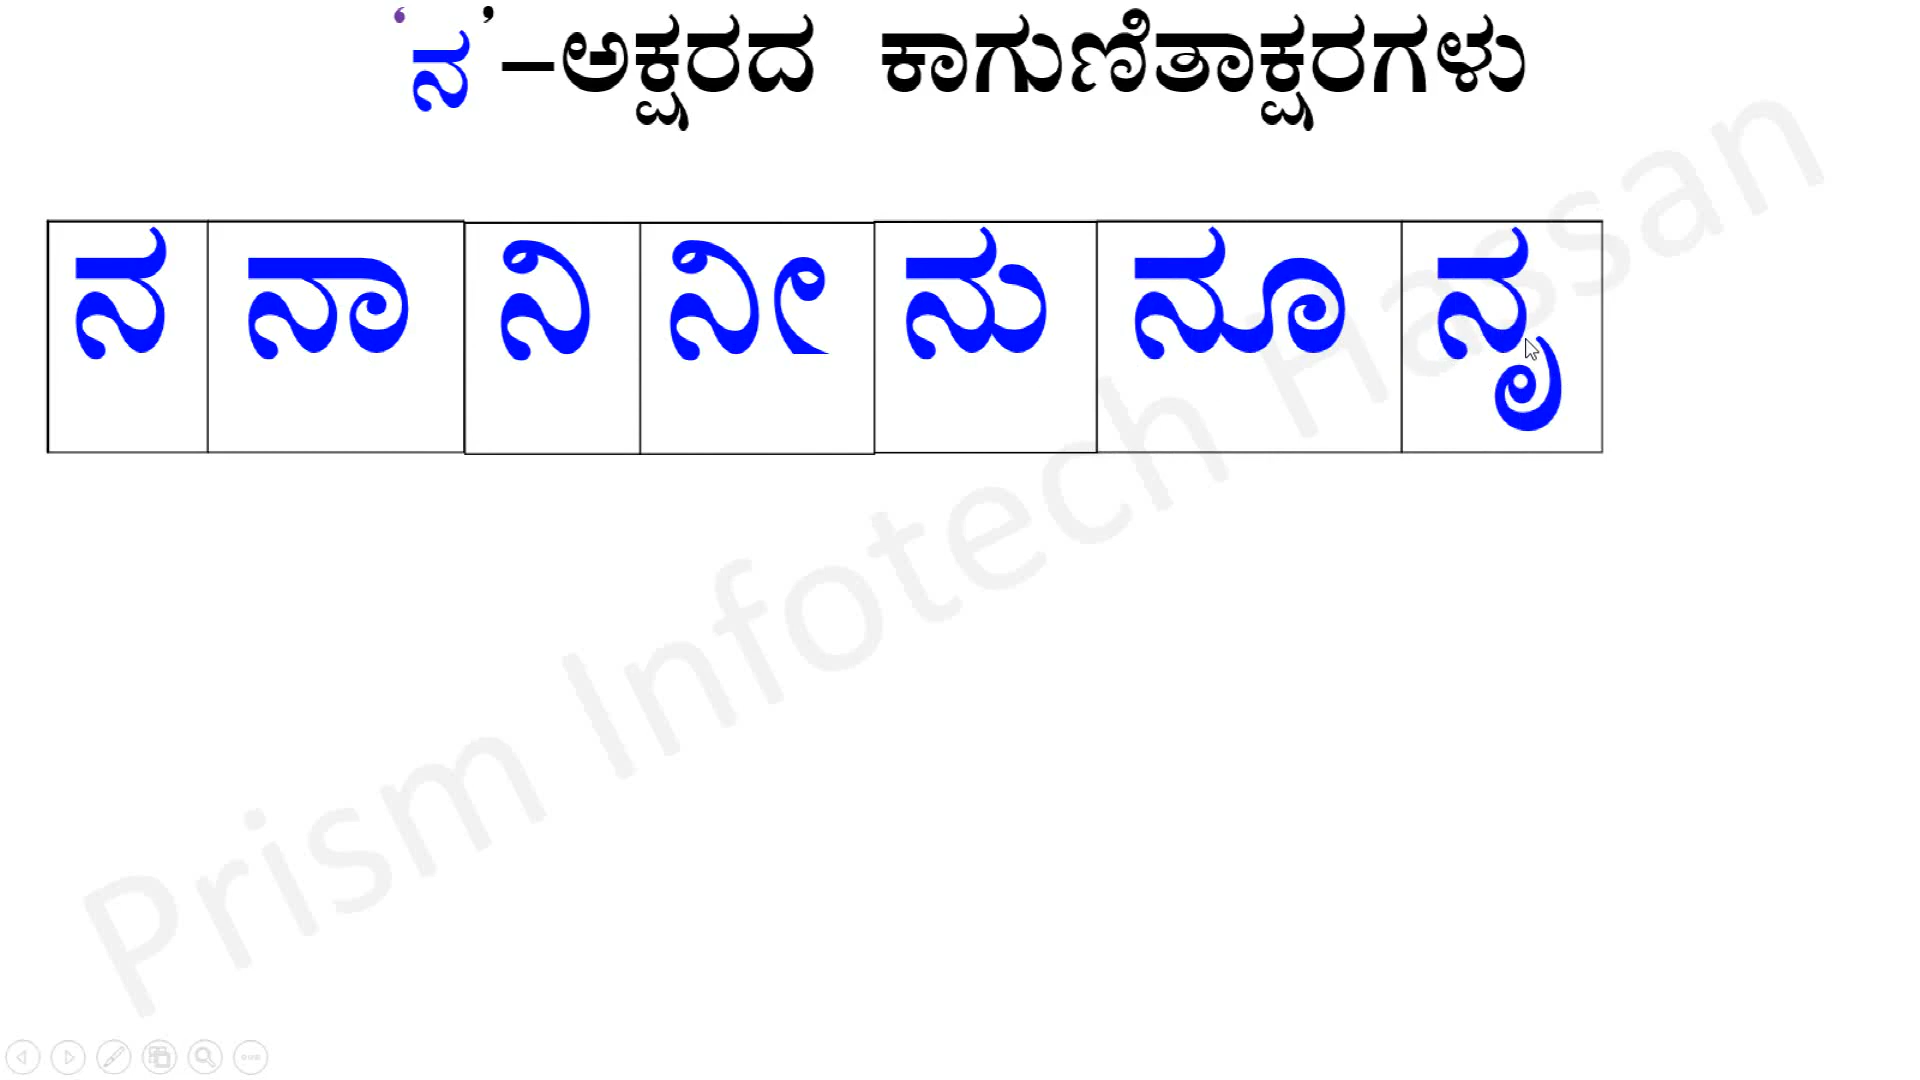 ‘ನ’–ಅಕ್ಷರದ ಕಾಗುಣಿತಾಕ್ಷರಗಳು
ನ ನಾ ನಿ ನೀ ನು ನೂ ನೃ
Prism Infotech Hassan